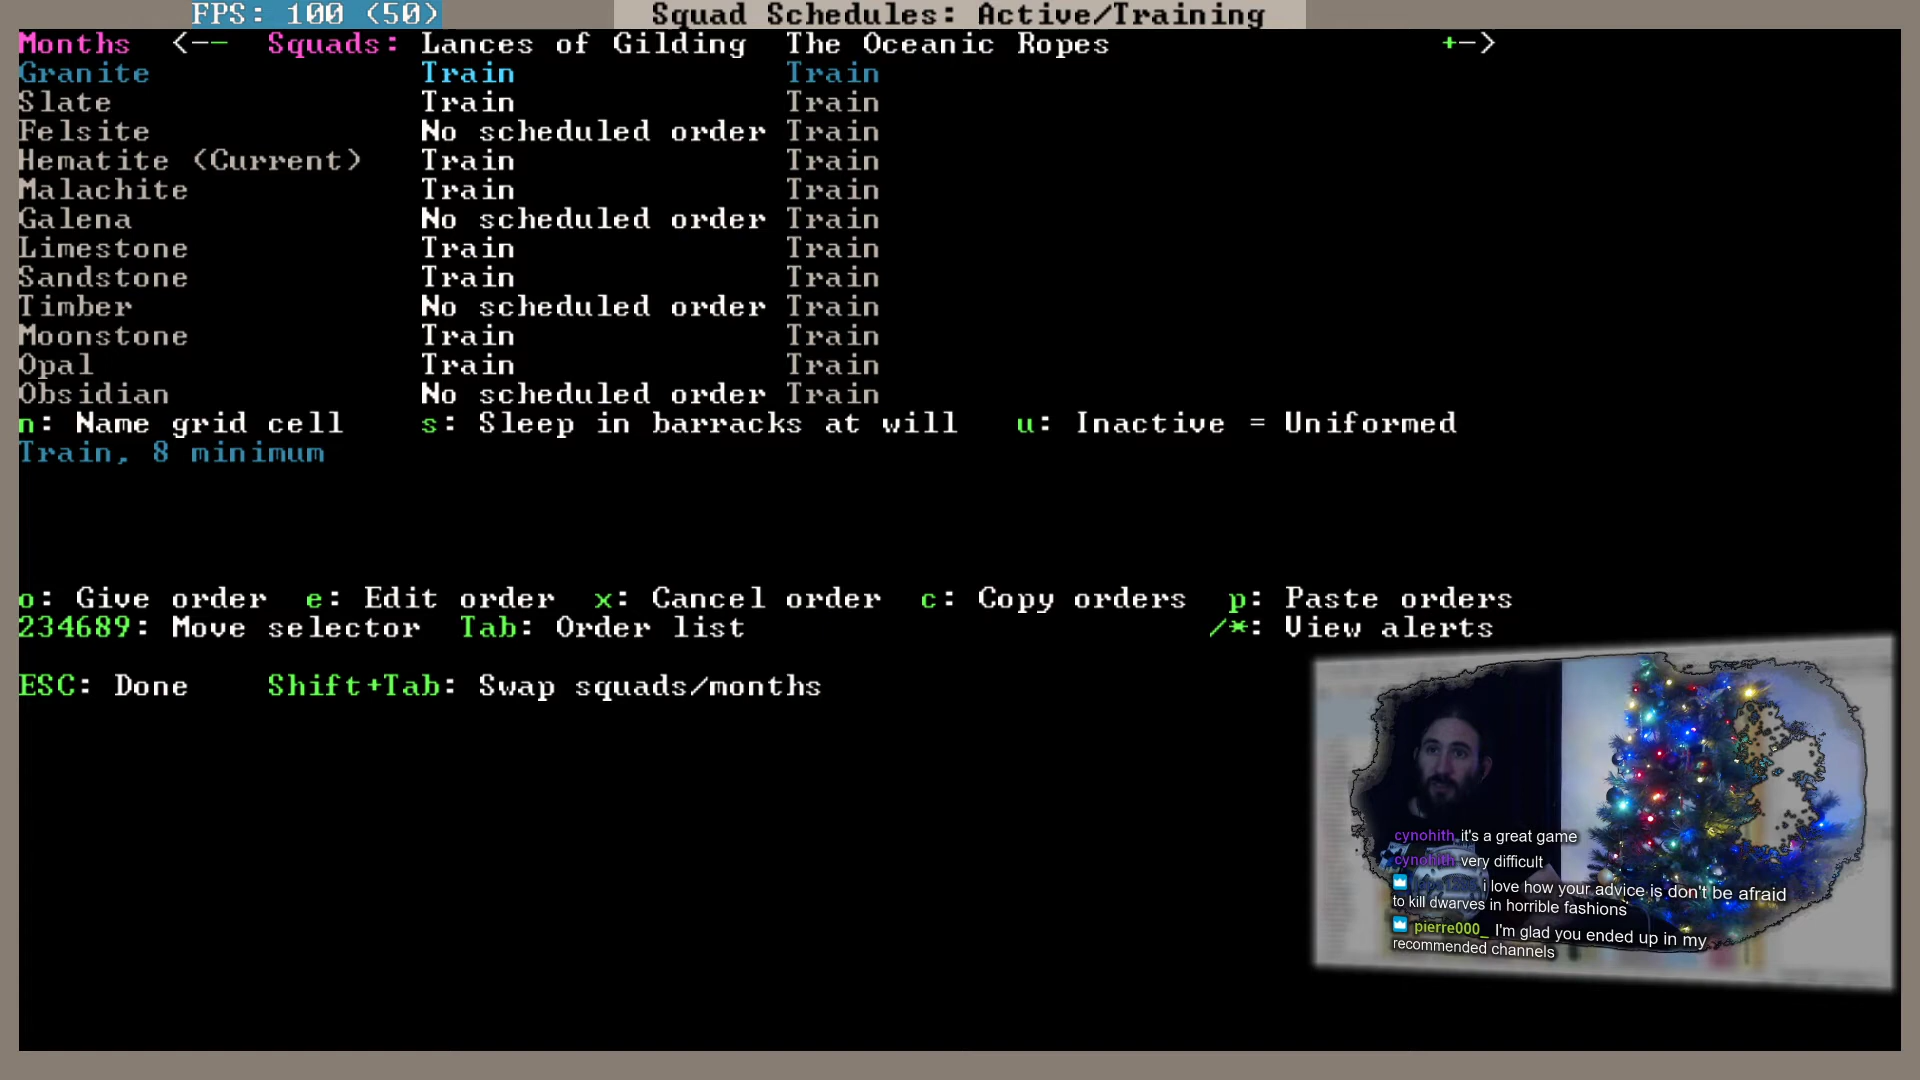 FPS: 100 (50) Squad Schedules: Active/Training
Months <-- Squads: Lances of Gilding The Oceanic Ropes +->
Granite Train Train
Slate Train Train
Felsite No scheduled order Train
Hematite (Current) Train Train
Malachite Train Train
Galena No scheduled order Train
Limestone Train Train
Sandstone Train Train
Timber No scheduled order Train
Moonstone Train Train
Opal Train Train
Obsidian No scheduled order Train
n: Name grid cell s: Sleep in barracks at will u: Inactive = Uniformed
Train, 8 minimum
o: Give order e: Edit order x: Cancel order c: Copy orders p: Paste orders
234689: Move selector Tab: Order list /*: View alerts
ESC: Done Shift+Tab: Swap squads/months
cynohith it's a great game
cynohith very difficult
i love how your advice is don't be afraid
to kill dwarves in horrible fashions
pierre000_ I'm glad you ended up in my
recommended channels